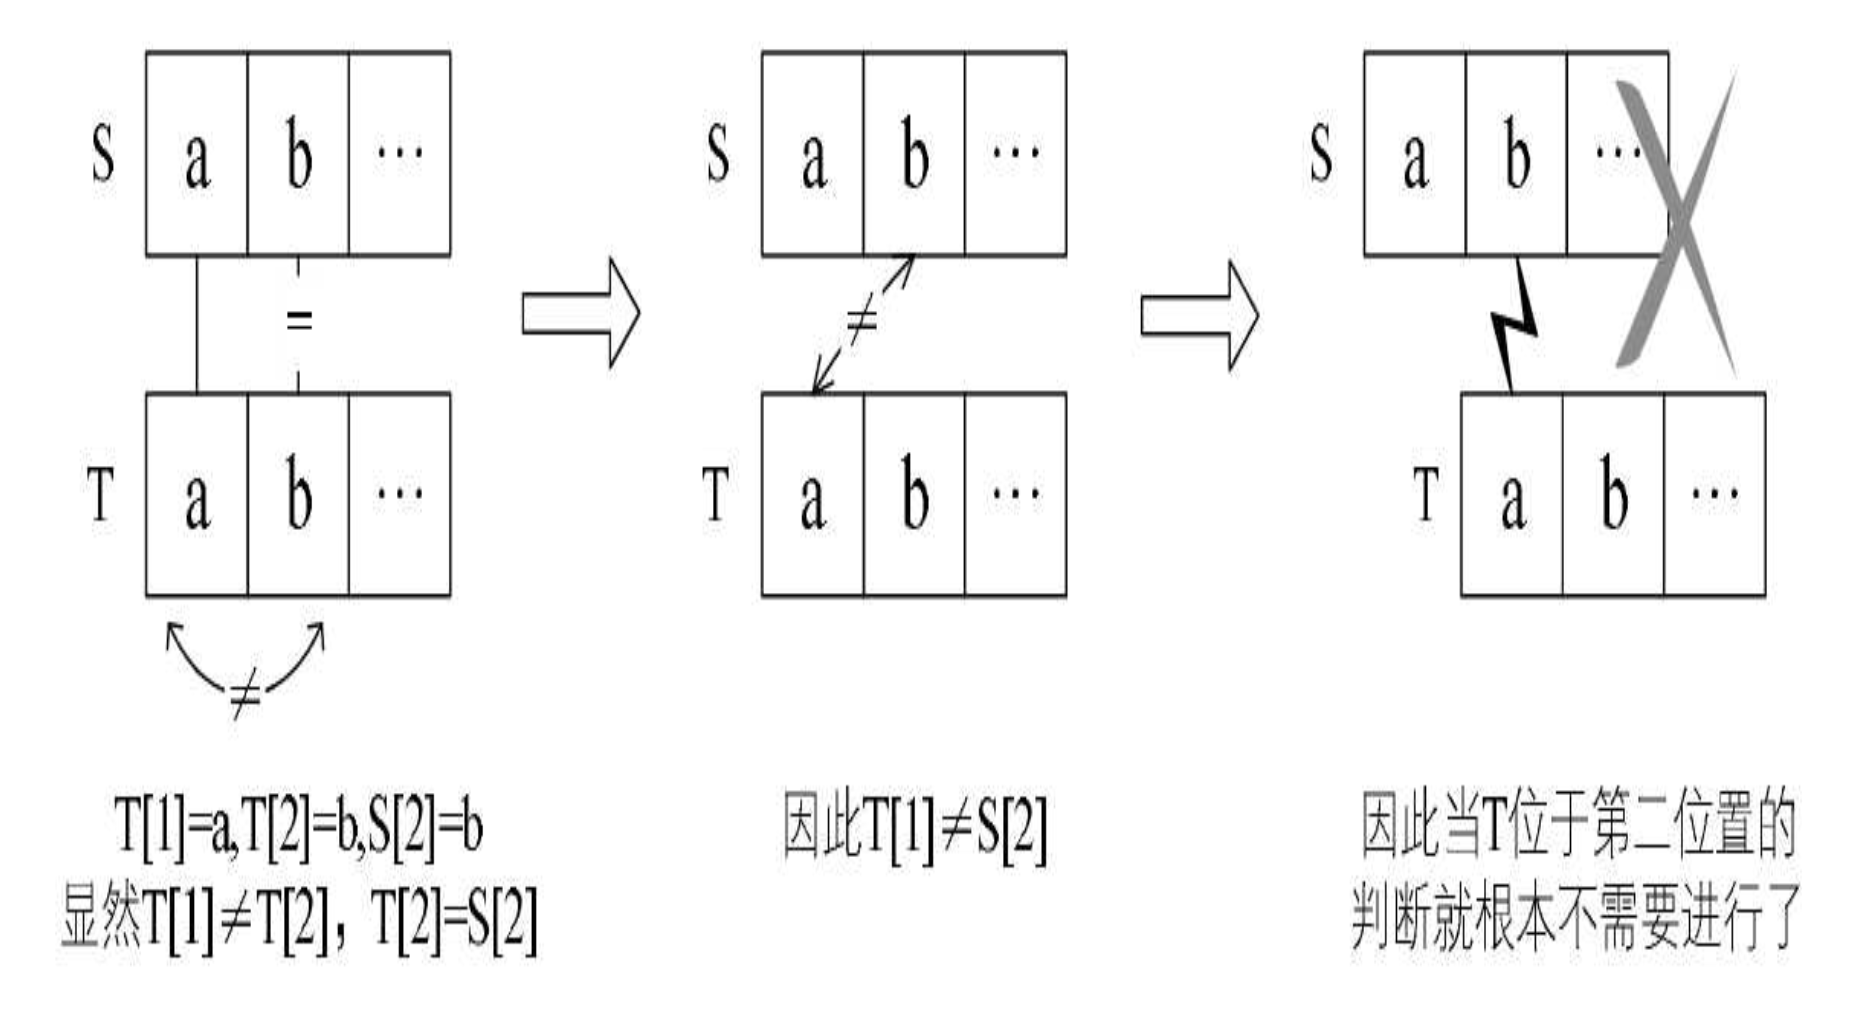 S a b … S a b … S a b …
= ≠
T a b … T a b … T a b …
≠
T[1]=a,T[2]=b,S[2]=b 因此T[1]≠S[2] 因此当T位于第二位置的
显然T[1]≠T[2]，T[2]=S[2] 判断就根本不需要进行了